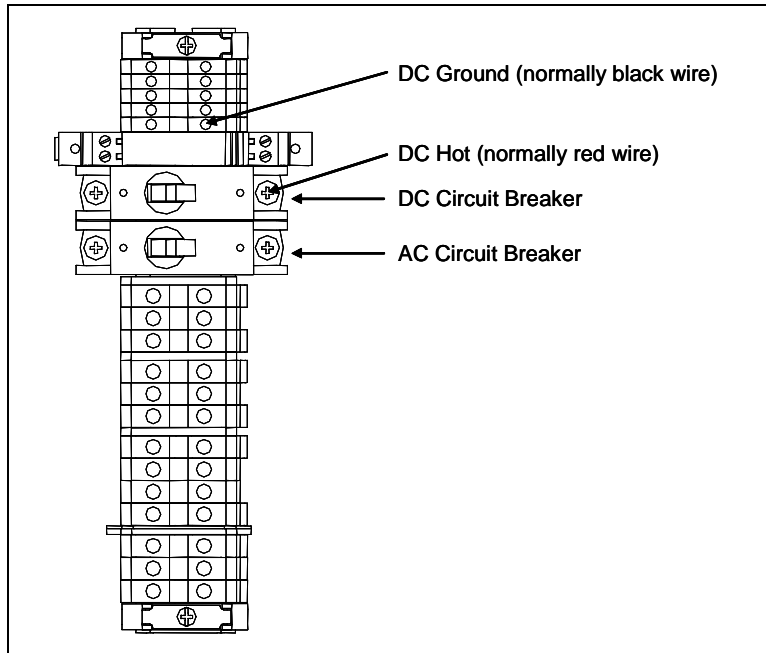 DC Ground (normally black wire)
DC Hot (normally red wire)
DC Circuit Breaker
AC Circuit Breaker